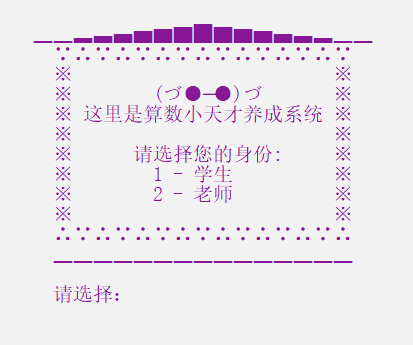 (づ●—●)づ
这里是算数小天才养成系统
请选择您的身份:
1 - 学生
2 - 老师
请选择: